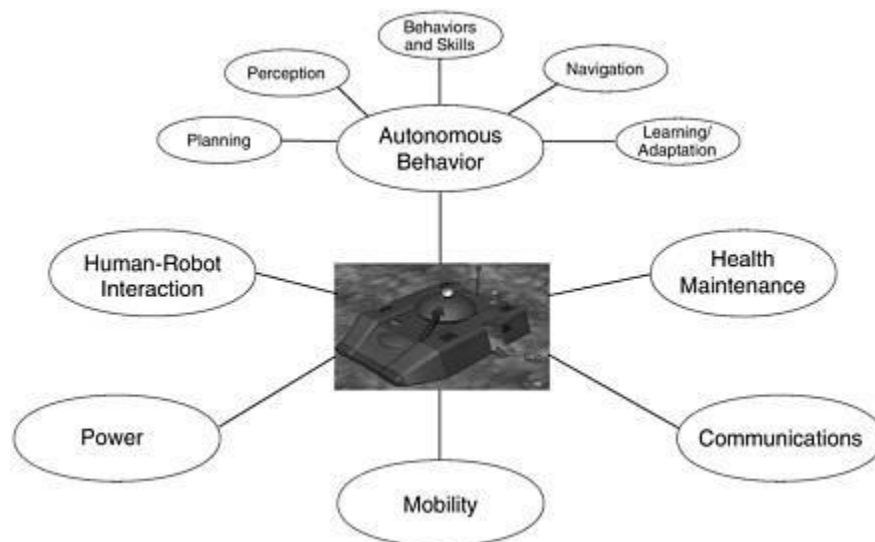 Behaviors
and Skills
Perception
Navigation
Planning
Autonomous
Behavior
Learning/
Adaptation
Human-Robot
Interaction
Health
Maintenance
Power
Communications
Mobility